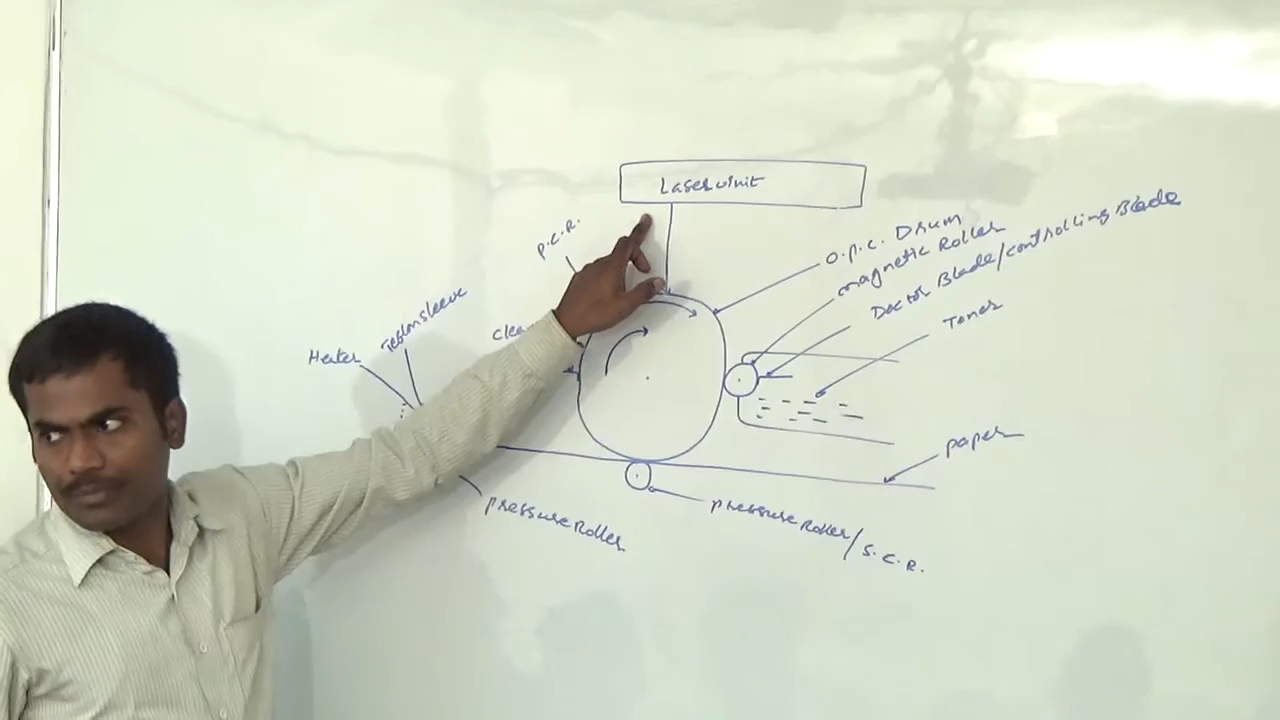 Laser unit
P.C.R.
O.p.c. Drum
magnetic Roller
Doctor Blade/controlling Blade
Toner
Teflon sleeve
Heater
Clea
paper
pressure Roller
pressure Roller/S.C.R.